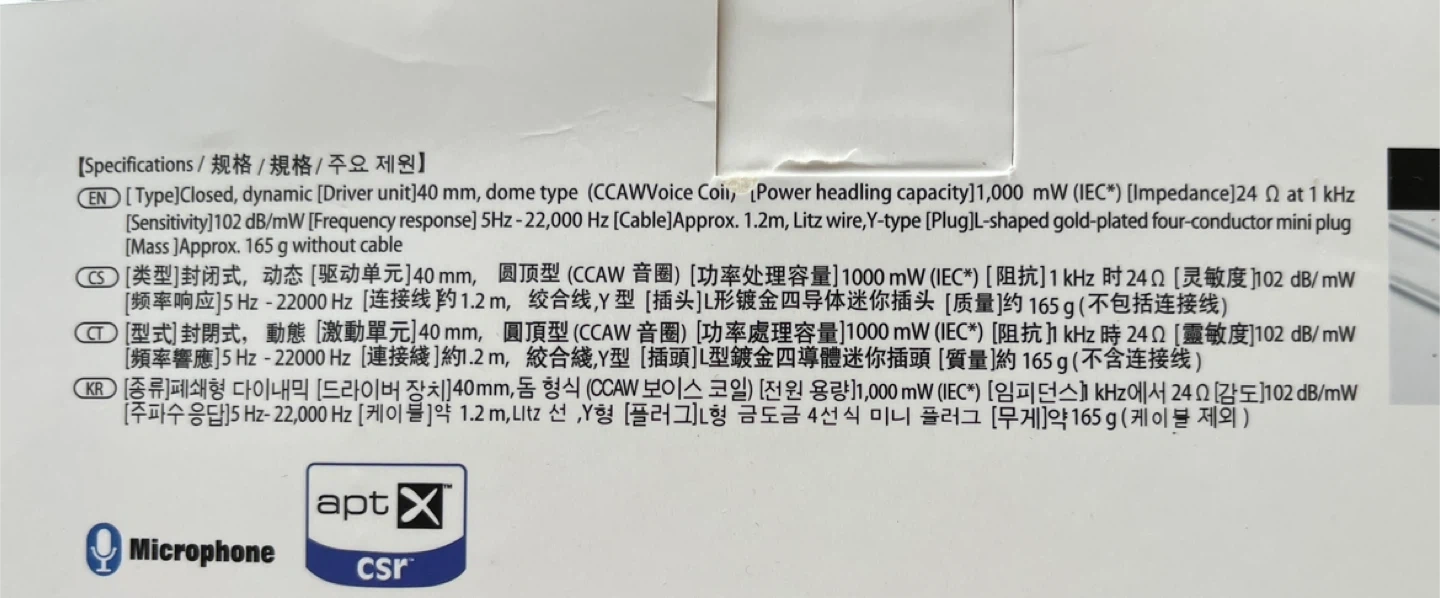 【Specifications / 规格 / 規格 / 주요 제원】
EN [Type]Closed, dynamic [Driver unit]40 mm, dome type (CCAWVoice Coil) [Power headling capacity]1,000 mW (IEC*) [Impedance]24 Ω at 1 kHz
[Sensitivity]102 dB/mW [Frequency response] 5Hz - 22,000 Hz [Cable]Approx. 1.2m, Litz wire,Y-type [Plug]L-shaped gold-plated four-conductor mini plug
[Mass ]Approx. 165 g without cable
CS [类型]封闭式，动态 [驱动单元]40 mm, 圆顶型 (CCAW 音圈) [功率处理容量]1000 mW (IEC*) [阻抗]1 kHz 时 24 Ω [灵敏度]102 dB/ mW
[频率响应]5 Hz - 22000 Hz [连接线]约 1.2 m, 绞合线,Y 型 [插头]L形镀金四导体迷你插头 [质量]约 165 g (不包括连接线)
CT [型式]封閉式，動態 [激動單元]40 mm, 圓頂型 (CCAW 音圈) [功率處理容量]1000 mW (IEC*) [阻抗]1 kHz 時 24 Ω [靈敏度]102 dB/ mW
[頻率響應]5 Hz - 22000 Hz [連接綫]約1.2 m, 絞合綫,Y型 [插頭]L型鍍金四導體迷你插頭 [質量]約 165 g (不含连接线)
KR [종류]폐쇄형 다이내믹 [드라이버 장치]40mm,돔 형식 (CCAW 보이스 코일) [전원 용량]1,000 mW (IEC*) [임피던스]1 kHz에서 24 Ω [감도]102 dB/mW
[주파수 응답]5 Hz- 22,000 Hz [케이블]약 1.2 m,LItz 선 ,Y형 [플러그]L형 금도금 4선식 미니 플러그 [무게]약 165 g (케이블 제외)
aptX™
csr™
Microphone